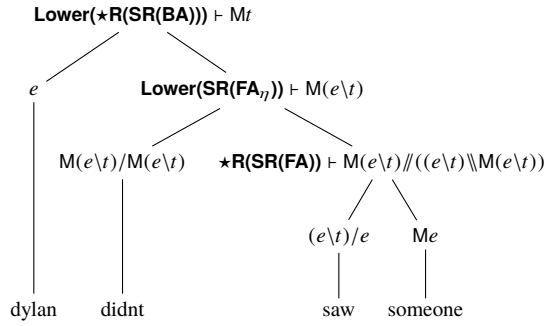 Lower(⋆R(SR(BA))) ⊢ Mt
e
Lower(SR(FAη)) ⊢ M(e\t)
M(e\t)/M(e\t)
⋆R(SR(FA)) ⊢ M(e\t)⫽((e\t)\\M(e\t))
(e\t)/e
Me
dylan didnt saw someone